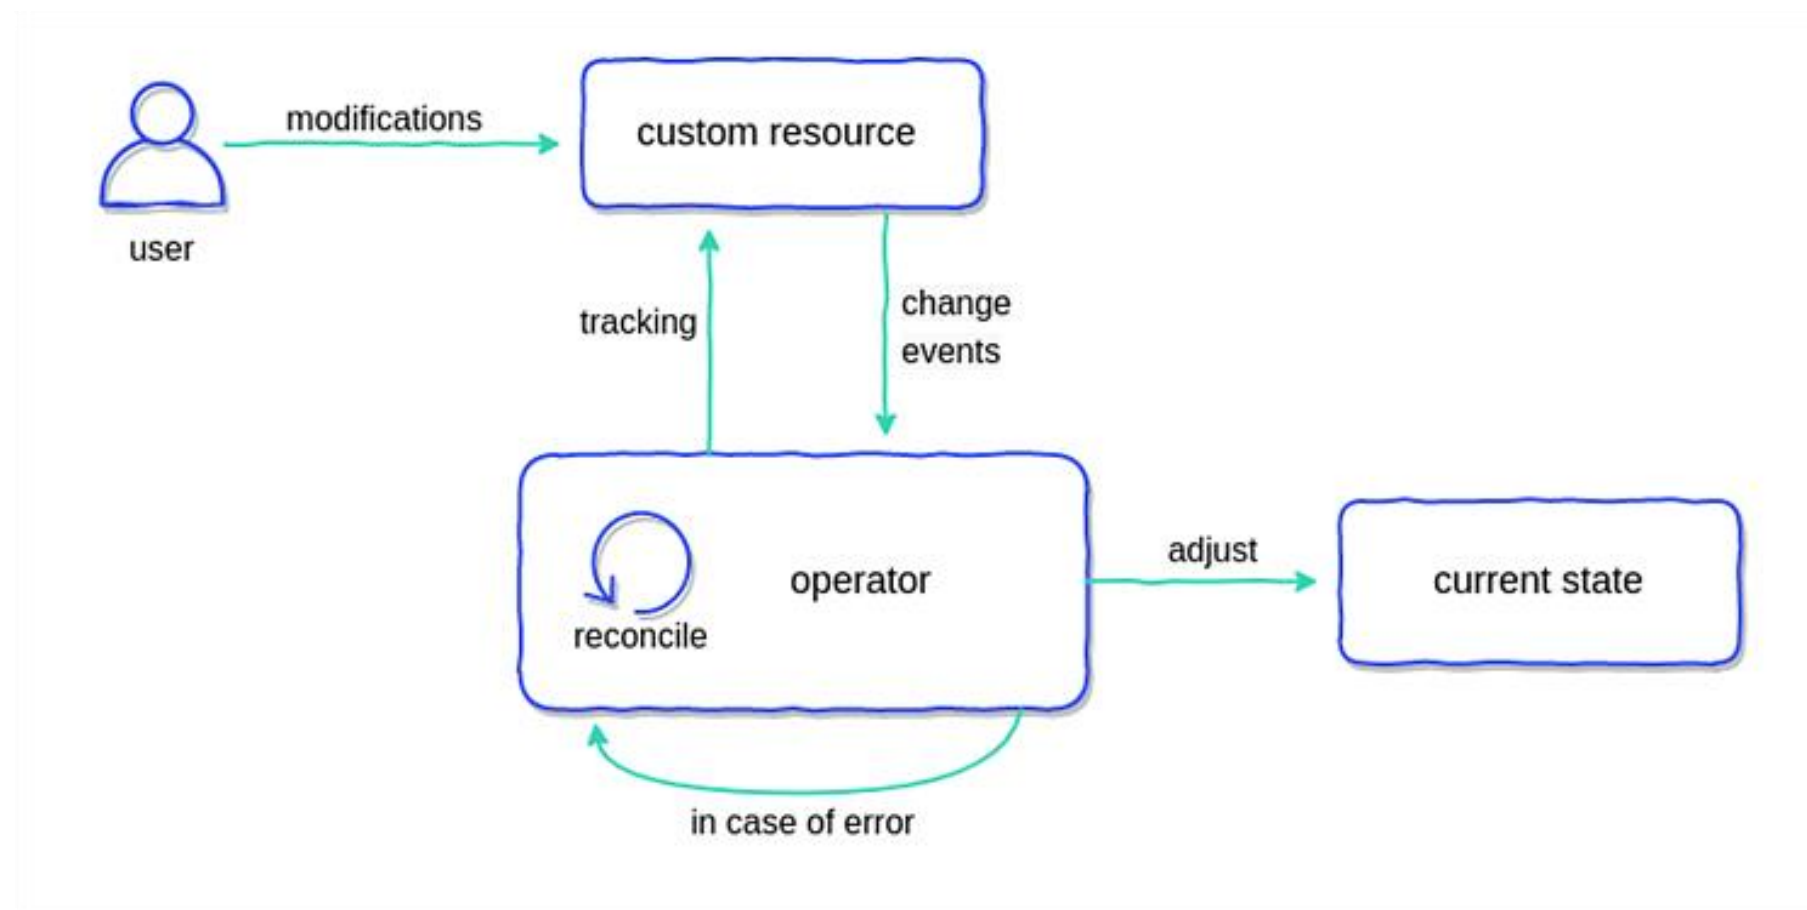 modifications
custom resource
user
tracking
change
events
operator
reconcile
adjust
current state
in case of error